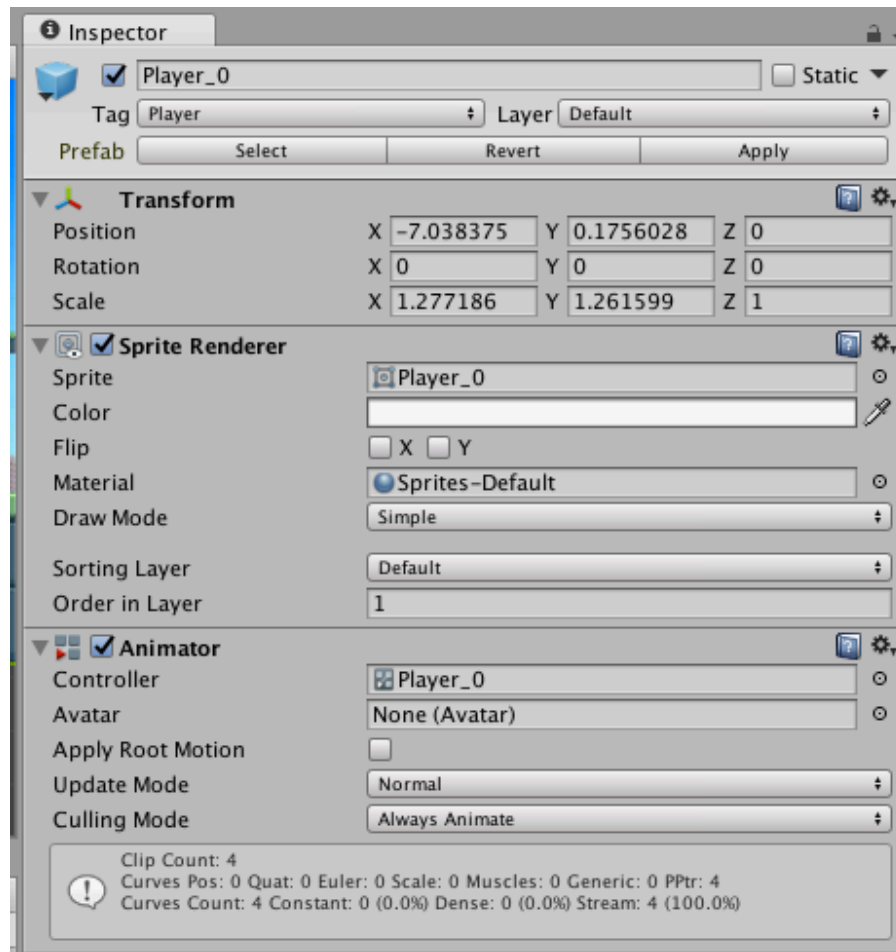 Inspector
Player_0 Static
Tag Player Layer Default
Prefab Select Revert Apply
Transform
Position X -7.038375 Y 0.1756028 Z 0
Rotation X 0 Y 0 Z 0
Scale X 1.277186 Y 1.261599 Z 1
Sprite Renderer
Sprite Player_0
Color
Flip X Y
Material Sprites-Default
Draw Mode Simple
Sorting Layer Default
Order in Layer 1
Animator
Controller Player_0
Avatar None (Avatar)
Apply Root Motion
Update Mode Normal
Culling Mode Always Animate
Clip Count: 4
Curves Pos: 0 Quat: 0 Euler: 0 Scale: 0 Muscles: 0 Generic: 0 PPtr: 4
Curves Count: 4 Constant: 0 (0.0%) Dense: 0 (0.0%) Stream: 4 (100.0%)